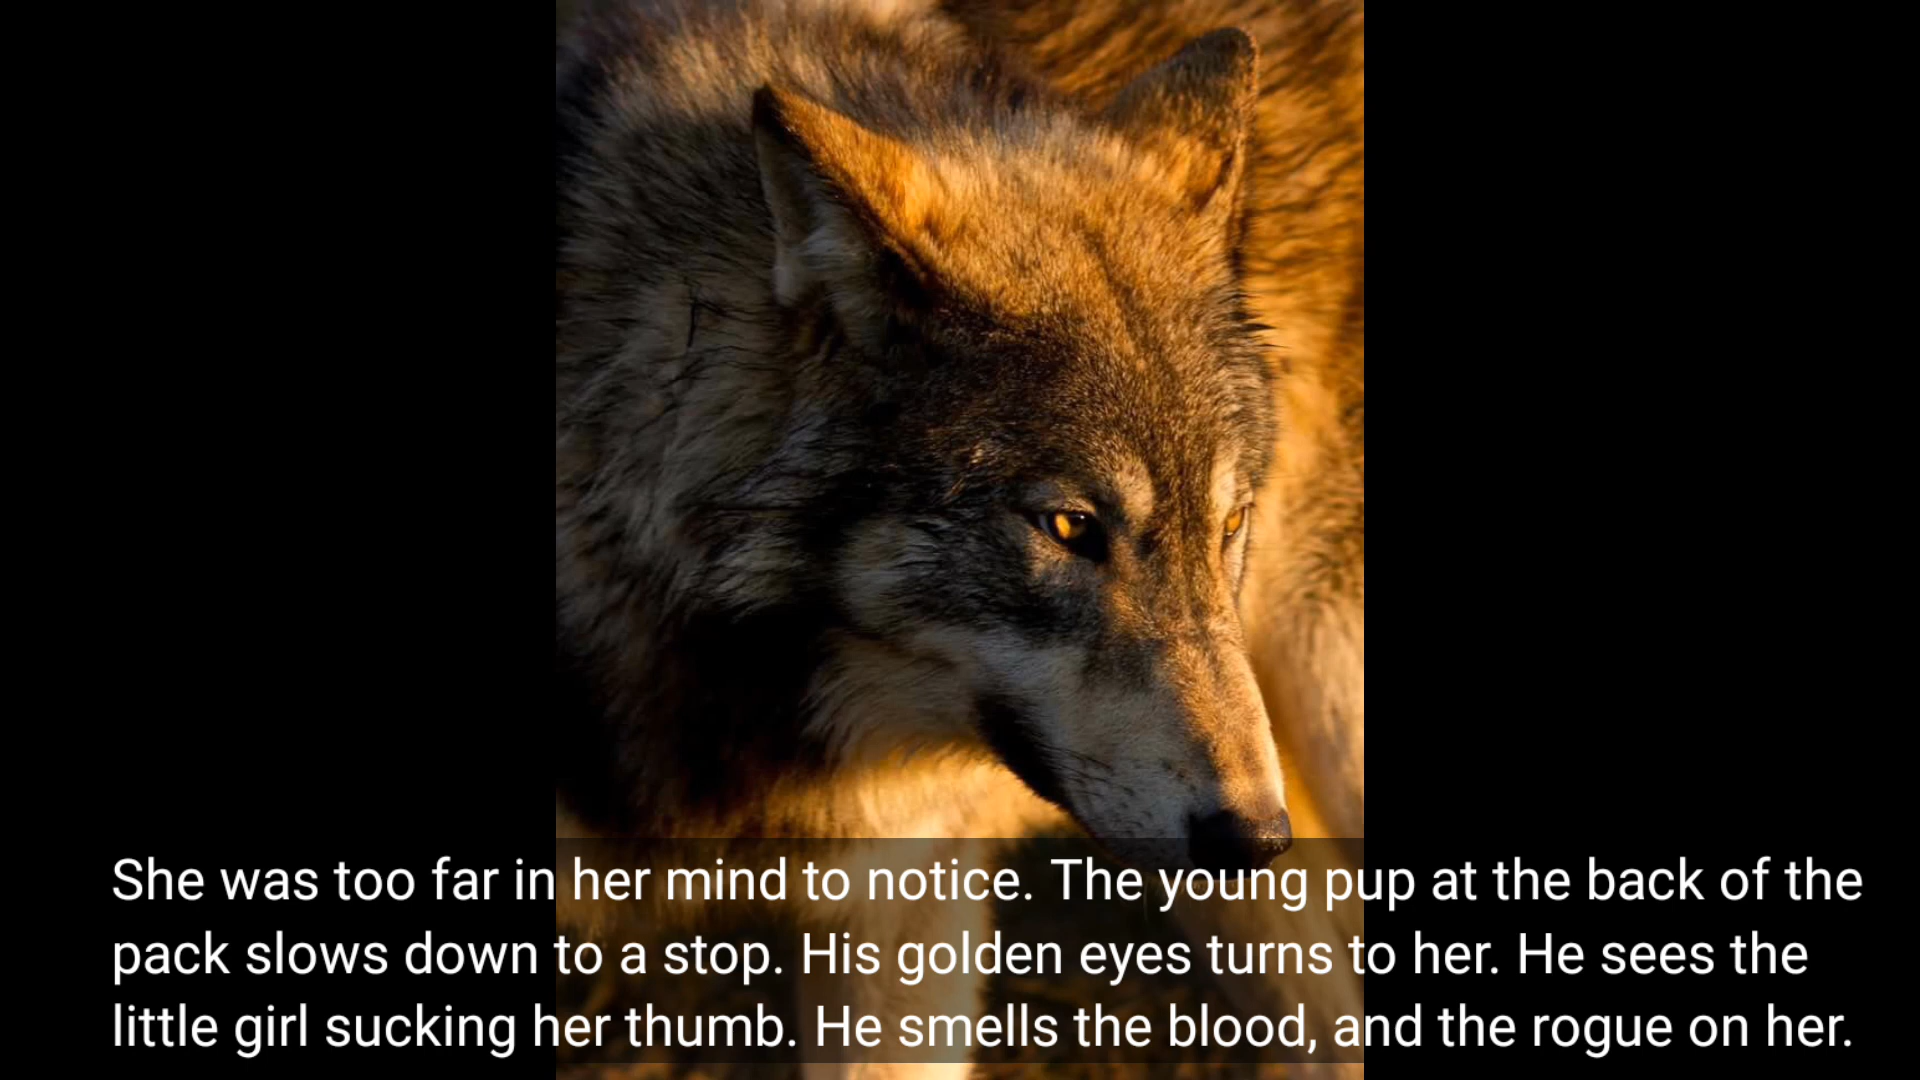 She was too far in her mind to notice. The young pup at the back of the
pack slows down to a stop. His golden eyes turns to her. He sees the
little girl sucking her thumb. He smells the blood, and the rogue on her.